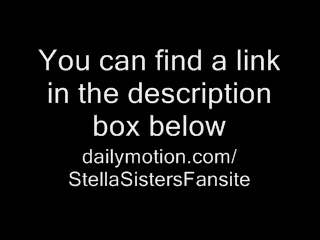 You can find a link
in the description
box below
dailymotion.com/
StellaSistersFansite